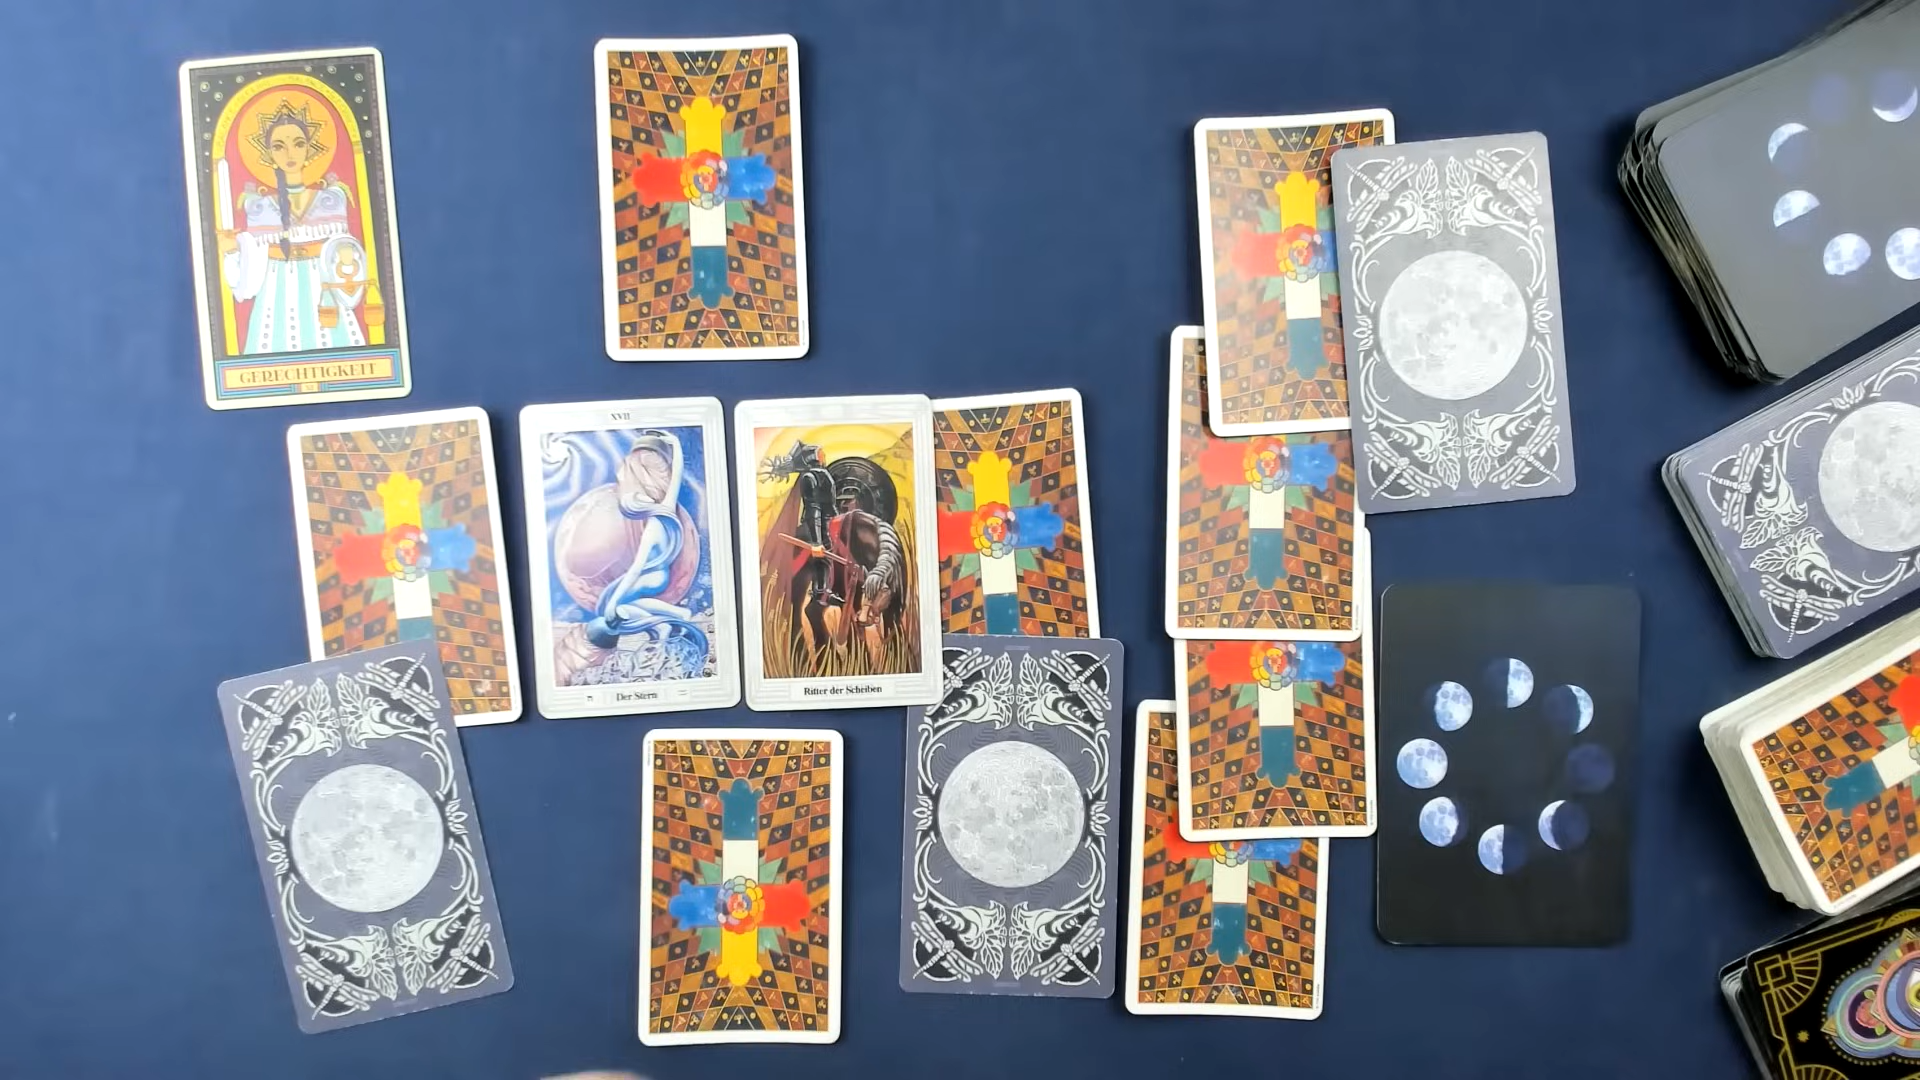 GERECHTIGKEIT
XVII
Der Stern
Ritter der Scheiben